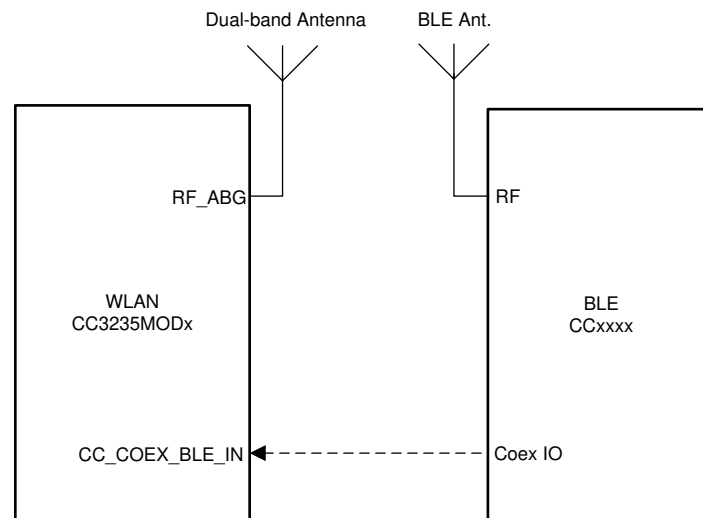 Dual-band Antenna
BLE Ant.
RF_ABG
RF
WLAN
CC3235MODx
BLE
CCxxxx
CC_COEX_BLE_IN
Coex IO